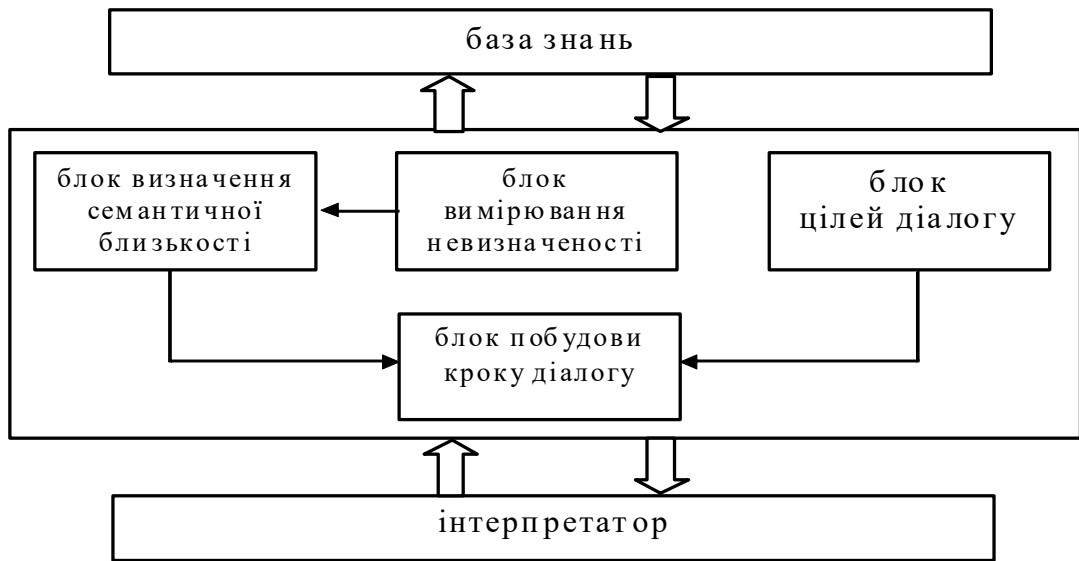 база знань
блок визначення
семантичної
близькості
блок
вимірювання
невизначеності
блок
цілей діалогу
блок побудови
кроку діалогу
інтерпретатор